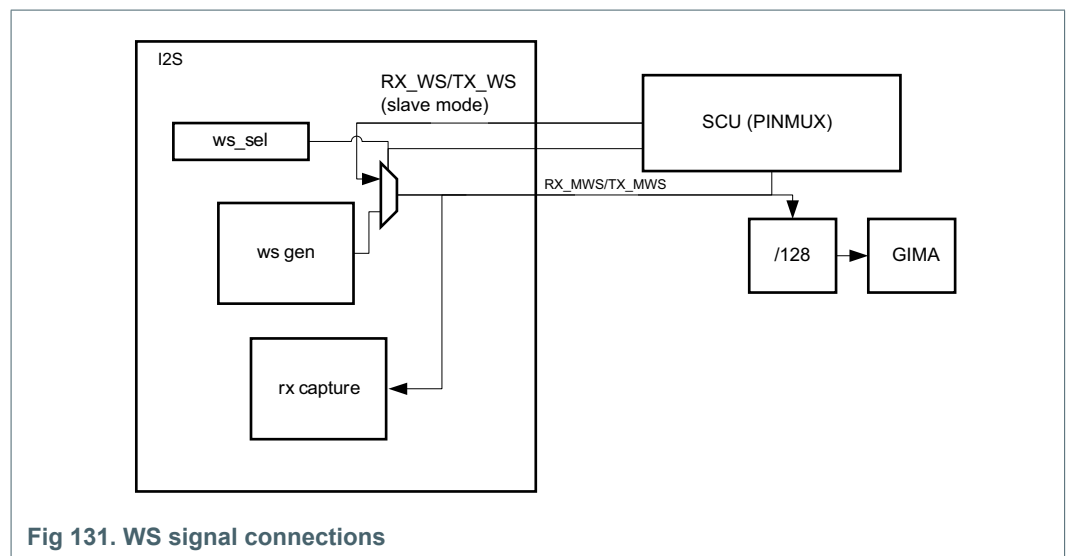 I2S
RX_WS/TX_WS
(slave mode)
SCU (PINMUX)
ws_sel
RX_MWS/TX_MWS
ws gen
/128
GIMA
rx capture
Fig 131. WS signal connections